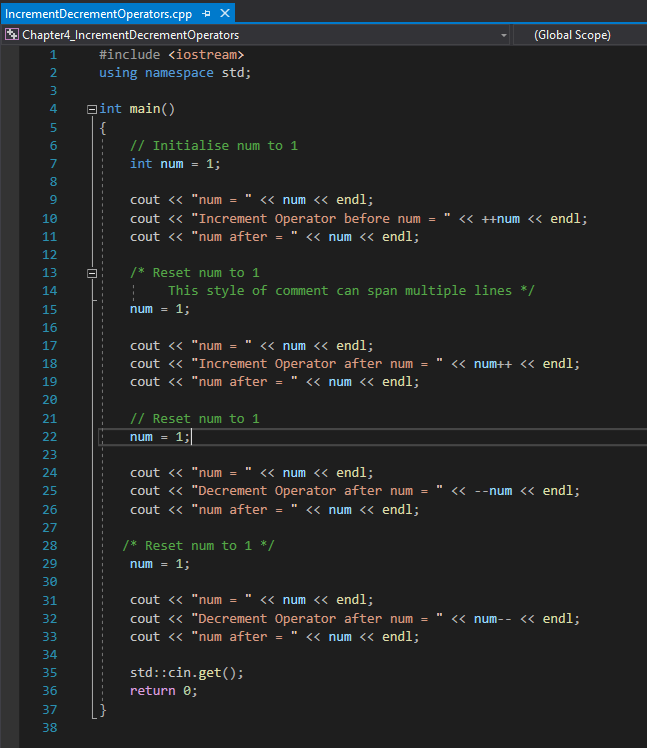 IncrementDecrementOperators.cpp
Chapter4_IncrementDecrementOperators (Global Scope)
1 #include <iostream>
2 using namespace std;
3
4 int main()
5 {
6 // Initialise num to 1
7 int num = 1;
8
9 cout << "num = " << num << endl;
10 cout << "Increment Operator before num = " << ++num << endl;
11 cout << "num after = " << num << endl;
12
13 /* Reset num to 1
14 This style of comment can span multiple lines */
15 num = 1;
16
17 cout << "num = " << num << endl;
18 cout << "Increment Operator after num = " << num++ << endl;
19 cout << "num after = " << num << endl;
20
21 // Reset num to 1
22 num = 1;
23
24 cout << "num = " << num << endl;
25 cout << "Decrement Operator after num = " << --num << endl;
26 cout << "num after = " << num << endl;
27
28 /* Reset num to 1 */
29 num = 1;
30
31 cout << "num = " << num << endl;
32 cout << "Decrement Operator after num = " << num-- << endl;
33 cout << "num after = " << num << endl;
34
35 std::cin.get();
36 return 0;
37 }
38